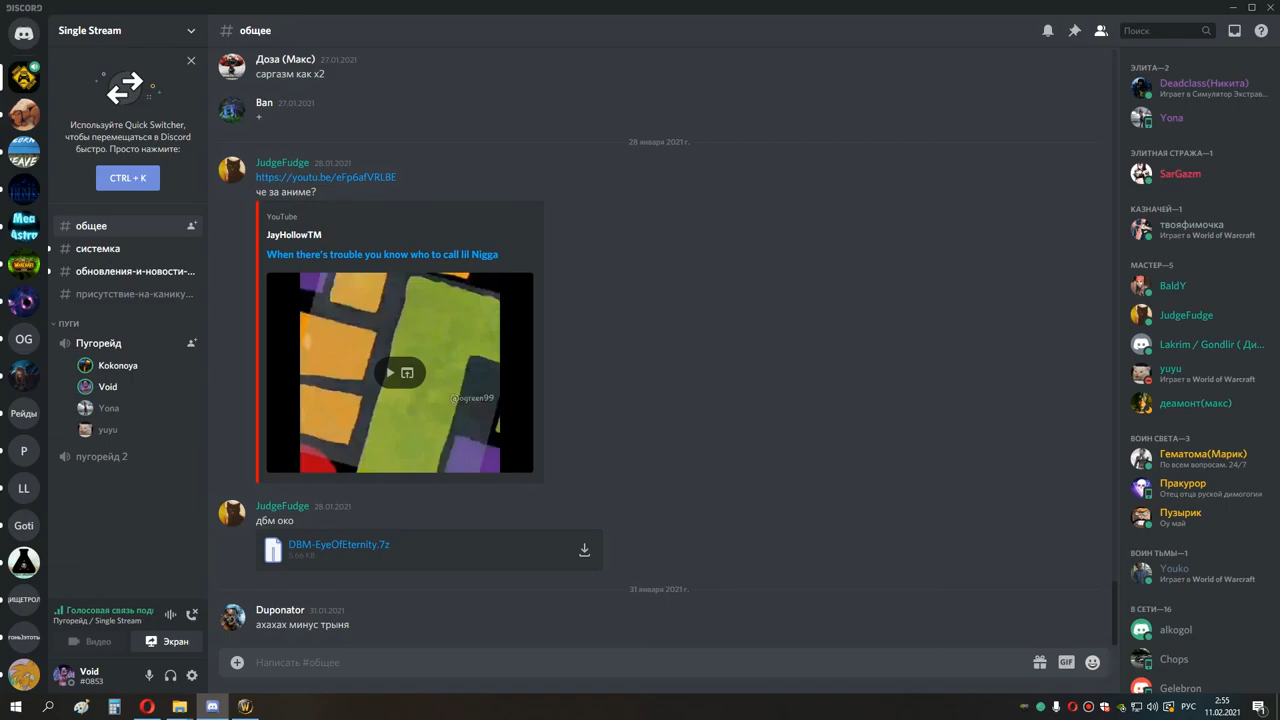 DISCORD
Single Stream
Используйте Quick Switcher,
чтобы перемещаться в Discord
быстро. Просто нажмите:
CTRL + K
# общее
системка
обновления-и-новости-...
# присутствие-на-канику...
ПУГИ
Пугорейд
Kokonoya
Void
Yona
yuyu
пугорейд 2
Mea
Astro
OG
Рейды
P
LL
Goti
Голосовая связь подк
Пугорейд / Single Stream
Видео
Экран
Void
#0853
# общее
Поиск
Доза (Макс) 27.01.2021
саргазм как х2
Ban 27.01.2021
+
28 января 2021 г.
JudgeFudge 28.01.2021
https://youtu.be/eFp6afVRLBE
че за аниме?
YouTube
JayHollowTM
When there's trouble you know who to call lil Nigga
@ogreen99
JudgeFudge 28.01.2021
дбм око
DBM-EyeOfEternity.7z
5.66 KB
31 января 2021 г.
Duponator 31.01.2021
ахахах минус трыня
Написать #общее
GIF
ЭЛИТА—2
Deadclass(Никита)
Играет в Симулятор Экстрав...
Yona
ЭЛИТНАЯ СТРАЖА—1
SarGazm
КАЗНАЧЕЙ—1
твояфимочка
Играет в World of Warcraft
МАСТЕР—5
BaldY
JudgeFudge
Lakrim / Gondlir ( Ди...
yuyu
Играет в World of Warcraft
деамонт(макс)
ВОИН СВЕТА—3
Гематома(Марик)
По всем вопросам. 24/7
Пракурор
Отец отца руской димогогии
Пузырик
Оу май
ВОИН ТЬМЫ—1
Youko
Играет в World of Warcraft
В СЕТИ—16
alkogol
Chops
Gelebron
РУС
2:55
11.02.2021